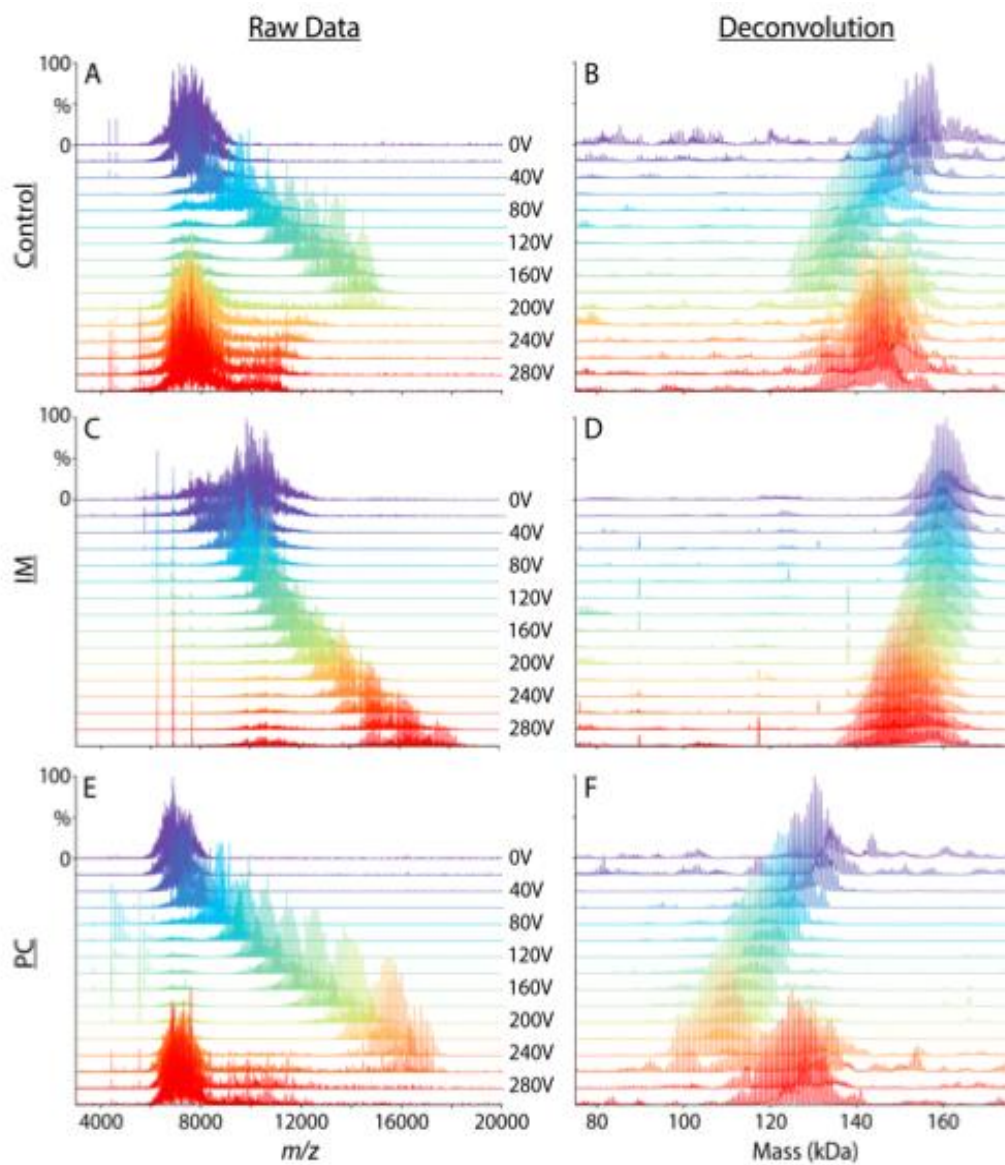 Raw Data
Deconvolution
Control
A
B
100
%
0
0V
40V
80V
120V
160V
200V
240V
280V
IM
C
D
100
%
0
0V
40V
80V
120V
160V
200V
240V
280V
PC
E
F
100
%
0
0V
40V
80V
120V
160V
200V
240V
280V
4000 8000 12000 16000 20000
80 100 120 140 160
m/z
Mass (kDa)